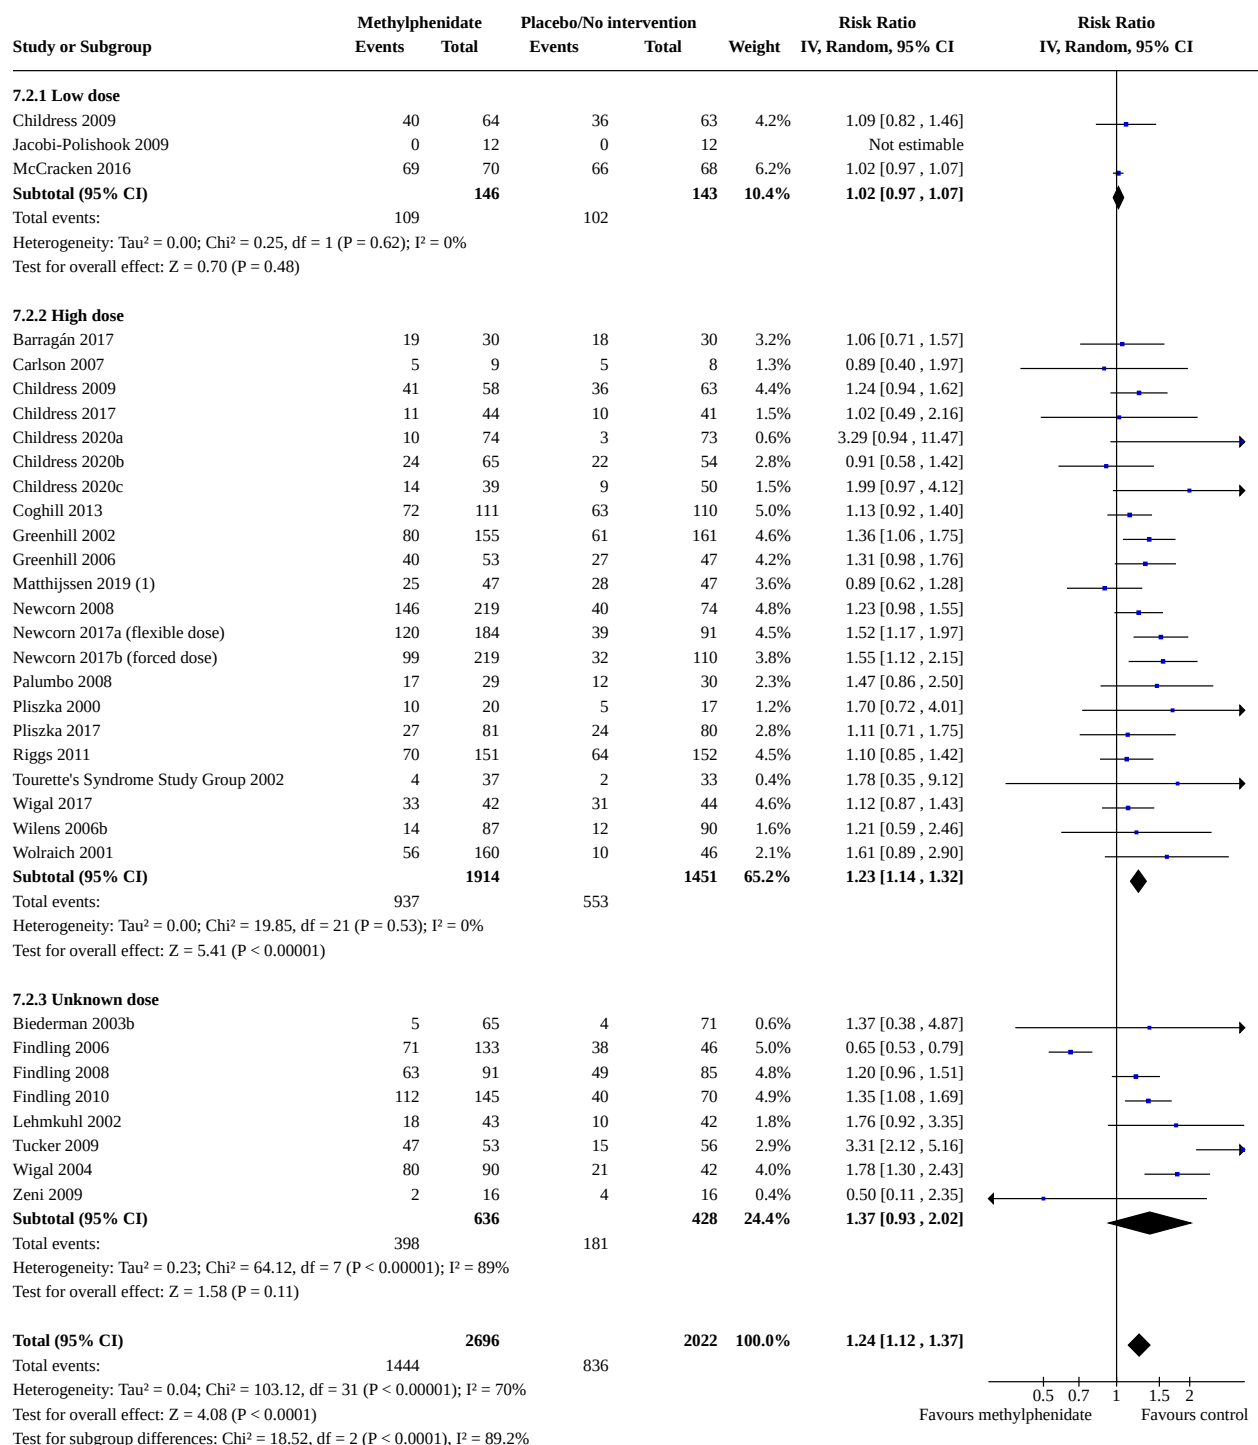 Methylphenidate Placebo/No intervention Risk Ratio Risk Ratio
Study or Subgroup Events Total Events Total Weight IV, Random, 95% CI IV, Random, 95% CI
7.2.1 Low dose
Childress 2009 40 64 36 63 4.2% 1.09 [0.82 , 1.46]
Jacobi-Polishook 2009 0 12 0 12 Not estimable
McCracken 2016 69 70 66 68 6.2% 1.02 [0.97 , 1.07]
Subtotal (95% CI) 146 143 10.4% 1.02 [0.97 , 1.07]
Total events: 109 102
Heterogeneity: Tau² = 0.00; Chi² = 0.25, df = 1 (P = 0.62); I² = 0%
Test for overall effect: Z = 0.70 (P = 0.48)
7.2.2 High dose
Barragán 2017 19 30 18 30 3.2% 1.06 [0.71 , 1.57]
Carlson 2007 5 9 5 8 1.3% 0.89 [0.40 , 1.97]
Childress 2009 41 58 36 63 4.4% 1.24 [0.94 , 1.62]
Childress 2017 11 44 10 41 1.5% 1.02 [0.49 , 2.16]
Childress 2020a 10 74 3 73 0.6% 3.29 [0.94 , 11.47]
Childress 2020b 24 65 22 54 2.8% 0.91 [0.58 , 1.42]
Childress 2020c 14 39 9 50 1.5% 1.99 [0.97 , 4.12]
Coghill 2013 72 111 63 110 5.0% 1.13 [0.92 , 1.40]
Greenhill 2002 80 155 61 161 4.6% 1.36 [1.06 , 1.75]
Greenhill 2006 40 53 27 47 4.2% 1.31 [0.98 , 1.76]
Matthijssen 2019 (1) 25 47 28 47 3.6% 0.89 [0.62 , 1.28]
Newcorn 2008 146 219 40 74 4.8% 1.23 [0.98 , 1.55]
Newcorn 2017a (flexible dose) 120 184 39 91 4.5% 1.52 [1.17 , 1.97]
Newcorn 2017b (forced dose) 99 219 32 110 3.8% 1.55 [1.12 , 2.15]
Palumbo 2008 17 29 12 30 2.3% 1.47 [0.86 , 2.50]
Pliszka 2000 10 20 5 17 1.2% 1.70 [0.72 , 4.01]
Pliszka 2017 27 81 24 80 2.8% 1.11 [0.71 , 1.75]
Riggs 2011 70 151 64 152 4.5% 1.10 [0.85 , 1.42]
Tourette's Syndrome Study Group 2002 4 37 2 33 0.4% 1.78 [0.35 , 9.12]
Wigal 2017 33 42 31 44 4.6% 1.12 [0.87 , 1.43]
Wilens 2006b 14 87 12 90 1.6% 1.21 [0.59 , 2.46]
Wolraich 2001 56 160 10 46 2.1% 1.61 [0.89 , 2.90]
Subtotal (95% CI) 1914 1451 65.2% 1.23 [1.14 , 1.32]
Total events: 937 553
Heterogeneity: Tau² = 0.00; Chi² = 19.85, df = 21 (P = 0.53); I² = 0%
Test for overall effect: Z = 5.41 (P < 0.00001)
7.2.3 Unknown dose
Biederman 2003b 5 65 4 71 0.6% 1.37 [0.38 , 4.87]
Findling 2006 71 133 38 46 5.0% 0.65 [0.53 , 0.79]
Findling 2008 63 91 49 85 4.8% 1.20 [0.96 , 1.51]
Findling 2010 112 145 40 70 4.9% 1.35 [1.08 , 1.69]
Lehmkuhl 2002 18 43 10 42 1.8% 1.76 [0.92 , 3.35]
Tucker 2009 47 53 15 56 2.9% 3.31 [2.12 , 5.16]
Wigal 2004 80 90 21 42 4.0% 1.78 [1.30 , 2.43]
Zeni 2009 2 16 4 16 0.4% 0.50 [0.11 , 2.35]
Subtotal (95% CI) 636 428 24.4% 1.37 [0.93 , 2.02]
Total events: 398 181
Heterogeneity: Tau² = 0.23; Chi² = 64.12, df = 7 (P < 0.00001); I² = 89%
Test for overall effect: Z = 1.58 (P = 0.11)
Total (95% CI) 2696 2022 100.0% 1.24 [1.12 , 1.37]
Total events: 1444 836
Heterogeneity: Tau² = 0.04; Chi² = 103.12, df = 31 (P < 0.00001); I² = 70%
0.5 0.7 1 1.5 2
Test for overall effect: Z = 4.08 (P < 0.0001) Favours methylphenidate Favours control
Test for subgroup differences: Chi² = 18.52, df = 2 (P < 0.0001), I² = 89.2%